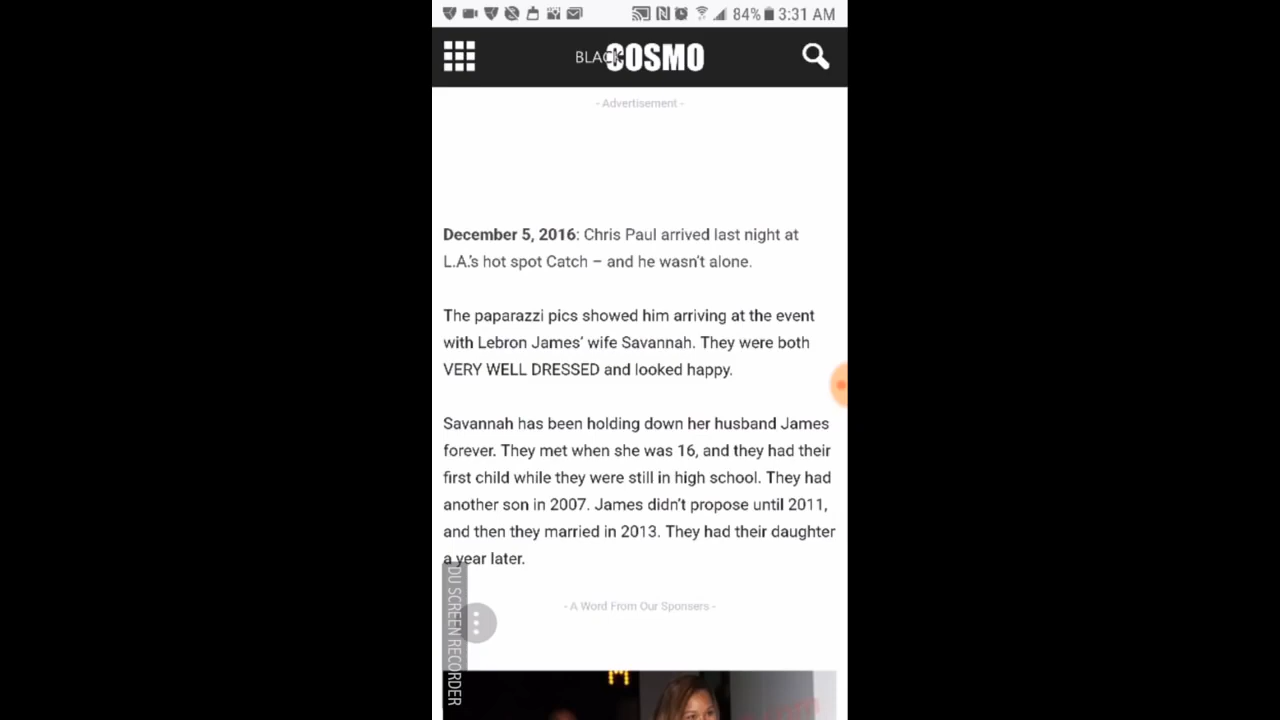 84% 3:31 AM
BLACK COSMO
- Advertisement -
December 5, 2016: Chris Paul arrived last night at
L.A.'s hot spot Catch – and he wasn't alone.
The paparazzi pics showed him arriving at the event
with Lebron James' wife Savannah. They were both
VERY WELL DRESSED and looked happy.
Savannah has been holding down her husband James
forever. They met when she was 16, and they had their
first child while they were still in high school. They had
another son in 2007. James didn't propose until 2011,
and then they married in 2013. They had their daughter
a year later.
- A Word From Our Sponsers -
DU SCREEN RECORDER
M